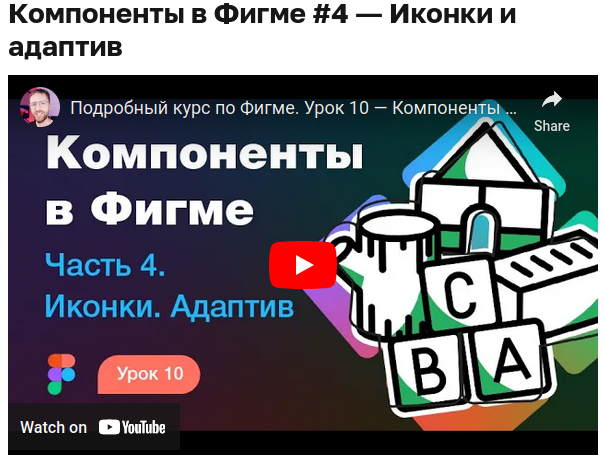 Компоненты в Фигме #4 — Иконки и
адаптив
Подробный курс по Фигме. Урок 10 — Компоненты ...
Share
Компоненты
в Фигме
Часть 4.
Иконки. Адаптив
C
B A
Урок 10
Watch on YouTube